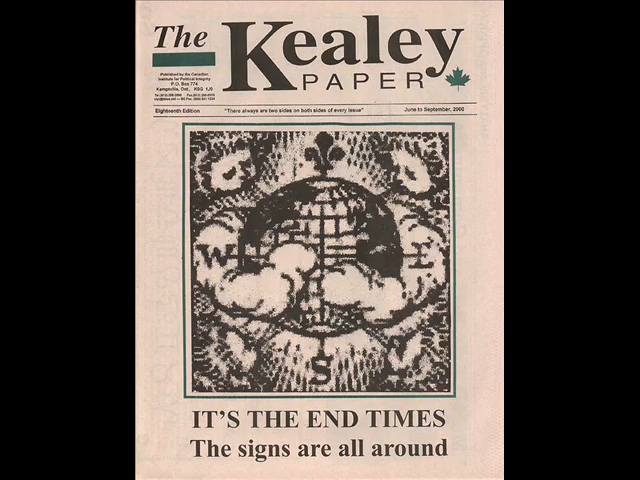 The Kealey
PAPER
Published by the Canadian
Institute for Political Integrity
P.O. Box 774
Kemptville, Ont., K0G 1J0
Eighteenth Edition "There always are two sides on both sides of every issue" June to September, 2000
W E
S
IT'S THE END TIMES
The signs are all around